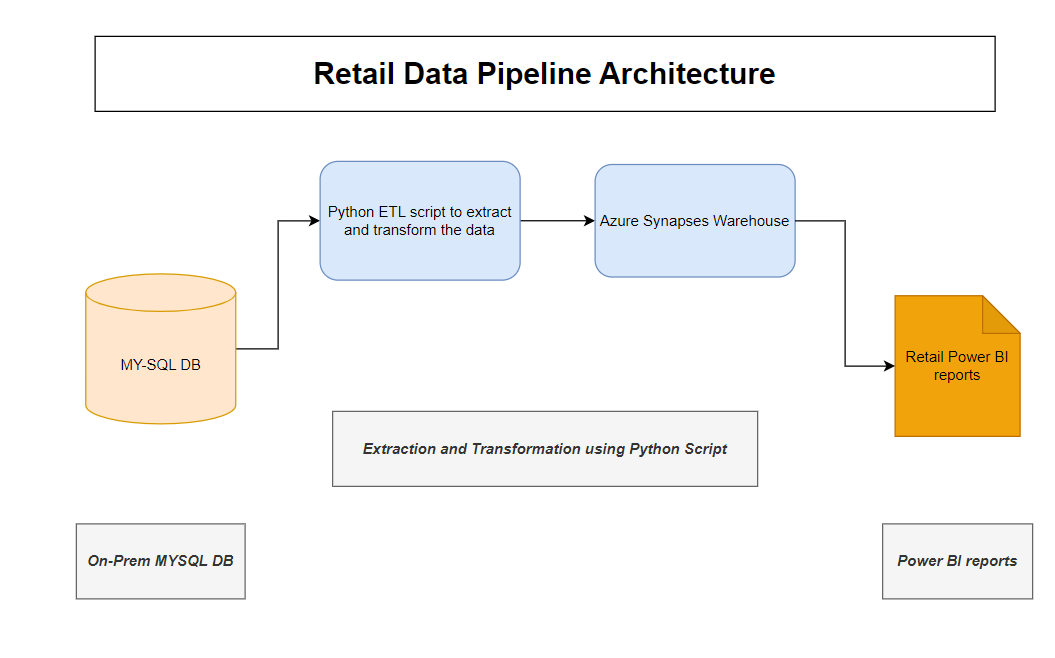 Retail Data Pipeline Architecture
Python ETL script to extract
and transform the data
Azure Synapses Warehouse
MY-SQL DB
Retail Power BI
reports
Extraction and Transformation using Python Script
On-Prem MYSQL DB
Power BI reports